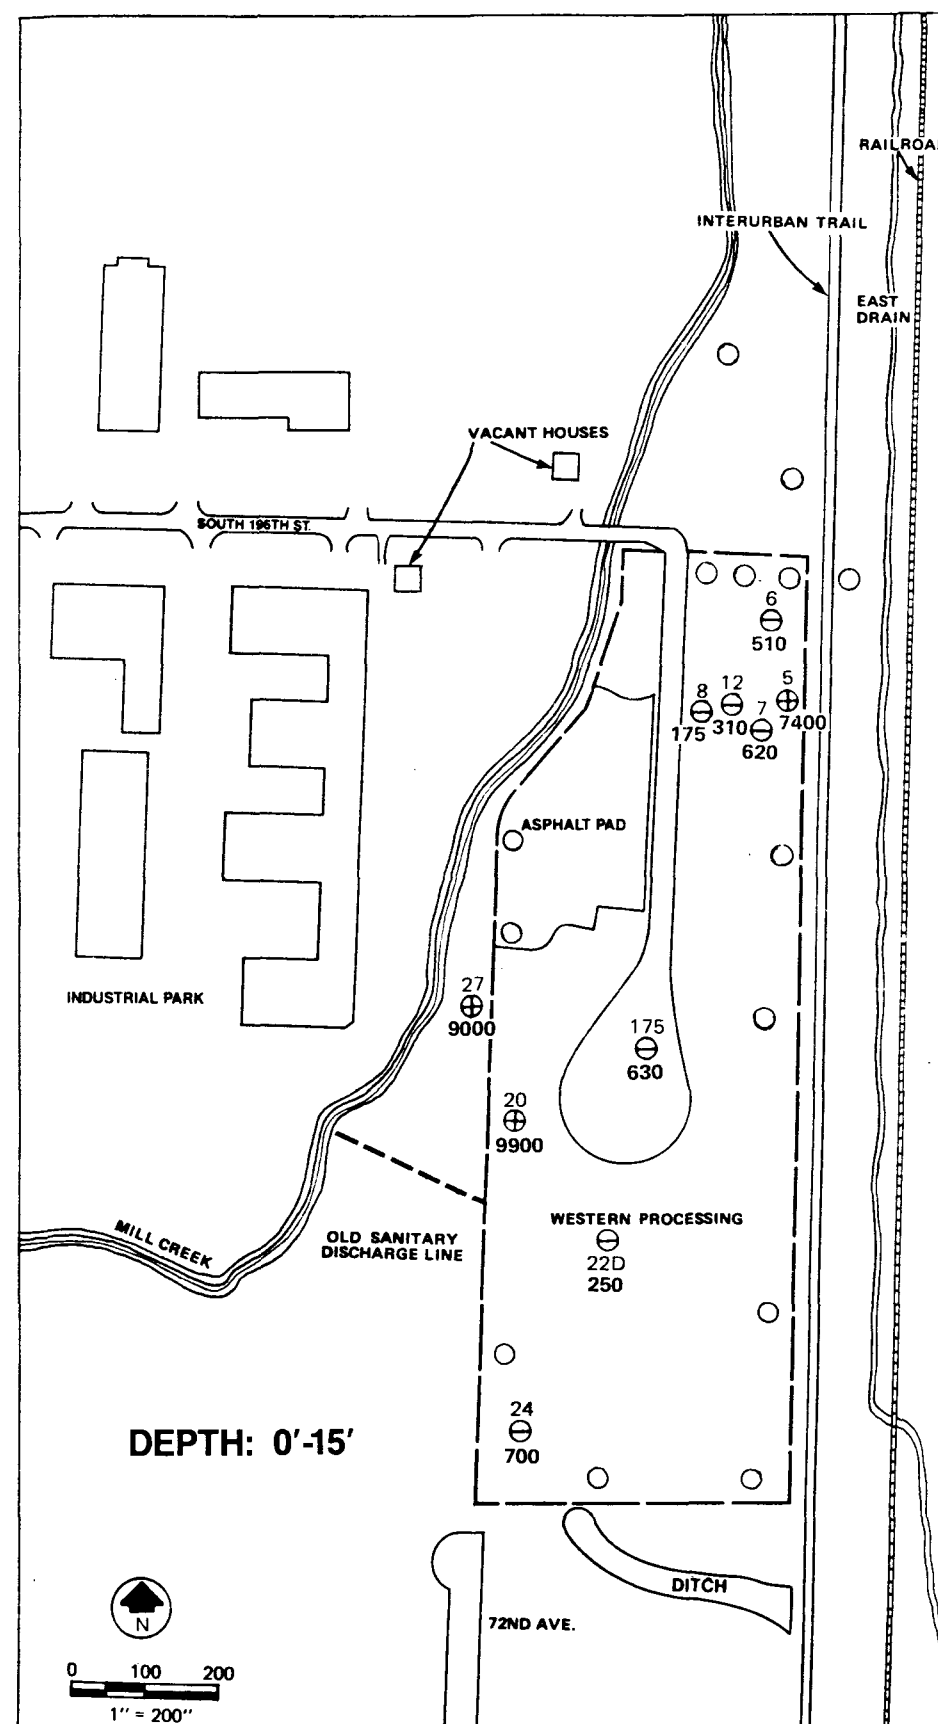 RAILROA
INTERURBAN TRAIL
EAST
DRAIN
VACANT HOUSES
SOUTH 196TH ST.
6
510
5
7400
12
310
8
175
7
620
ASPHALT PAD
INDUSTRIAL PARK
27
9000
175
630
20
9900
WESTERN PROCESSING
MILL CREEK
OLD SANITARY
DISCHARGE LINE
22D
250
24
700
DEPTH: 0'-15'
DITCH
72ND AVE.
N
0 100 200
1" = 200"